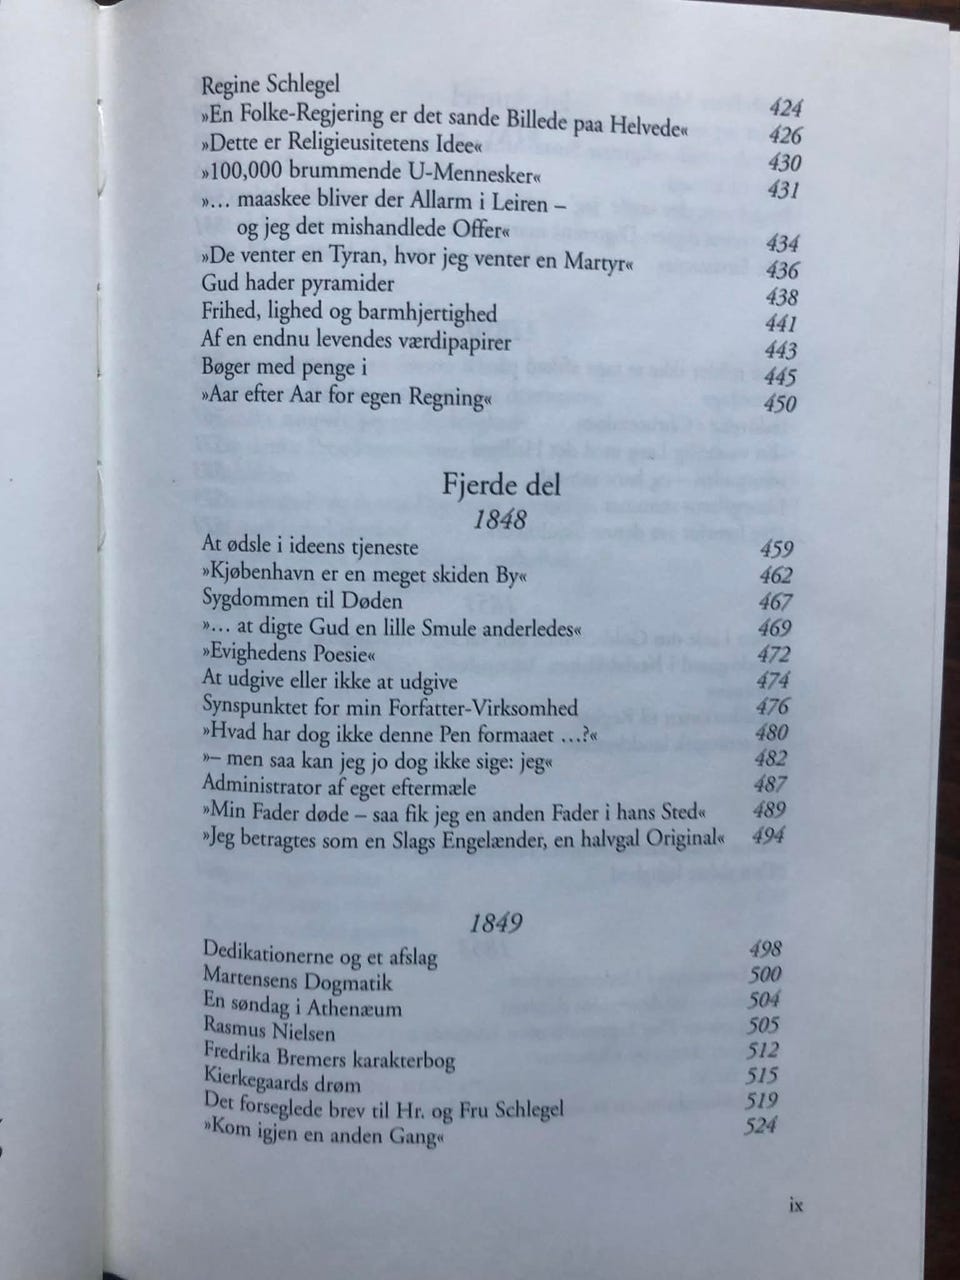 Regine Schlegel 424
»En Folke-Regjering er det sande Billede paa Helvede« 426
»Dette er Religieusitetens Idee« 430
»100,000 brummende U-Mennesker« 431
»... maaskee bliver der Allarm i Leiren –
og jeg det mishandlede Offer« 434
»De venter en Tyran, hvor jeg venter en Martyr« 436
Gud hader pyramider 438
Frihed, lighed og barmhjertighed 441
Af en endnu levendes værdipapirer 443
Bøger med penge i 445
»Aar efter Aar for egen Regning« 450
Fjerde del
1848
At ødsle i ideens tjeneste 459
»Kjøbenhavn er en meget skiden By« 462
Sygdommen til Døden 467
»... at digte Gud en lille Smule anderledes« 469
»Evighedens Poesie« 472
At udgive eller ikke at udgive 474
Synspunktet for min Forfatter-Virksomhed 476
»Hvad har dog ikke denne Pen formaaet ...?« 480
»– men saa kan jeg jo dog ikke sige: jeg« 482
Administrator af eget eftermæle 487
»Min Fader døde – saa fik jeg en anden Fader i hans Sted« 489
»Jeg betragtes som en Slags Engelænder, en halvgal Original« 494
1849
Dedikationerne og et afslag 498
Martensens Dogmatik 500
En søndag i Athenæum 504
Rasmus Nielsen 505
Fredrika Bremers karakterbog 512
Kierkegaards drøm 515
Det forseglede brev til Hr. og Fru Schlegel 519
»Kom igjen en anden Gang« 524
ix